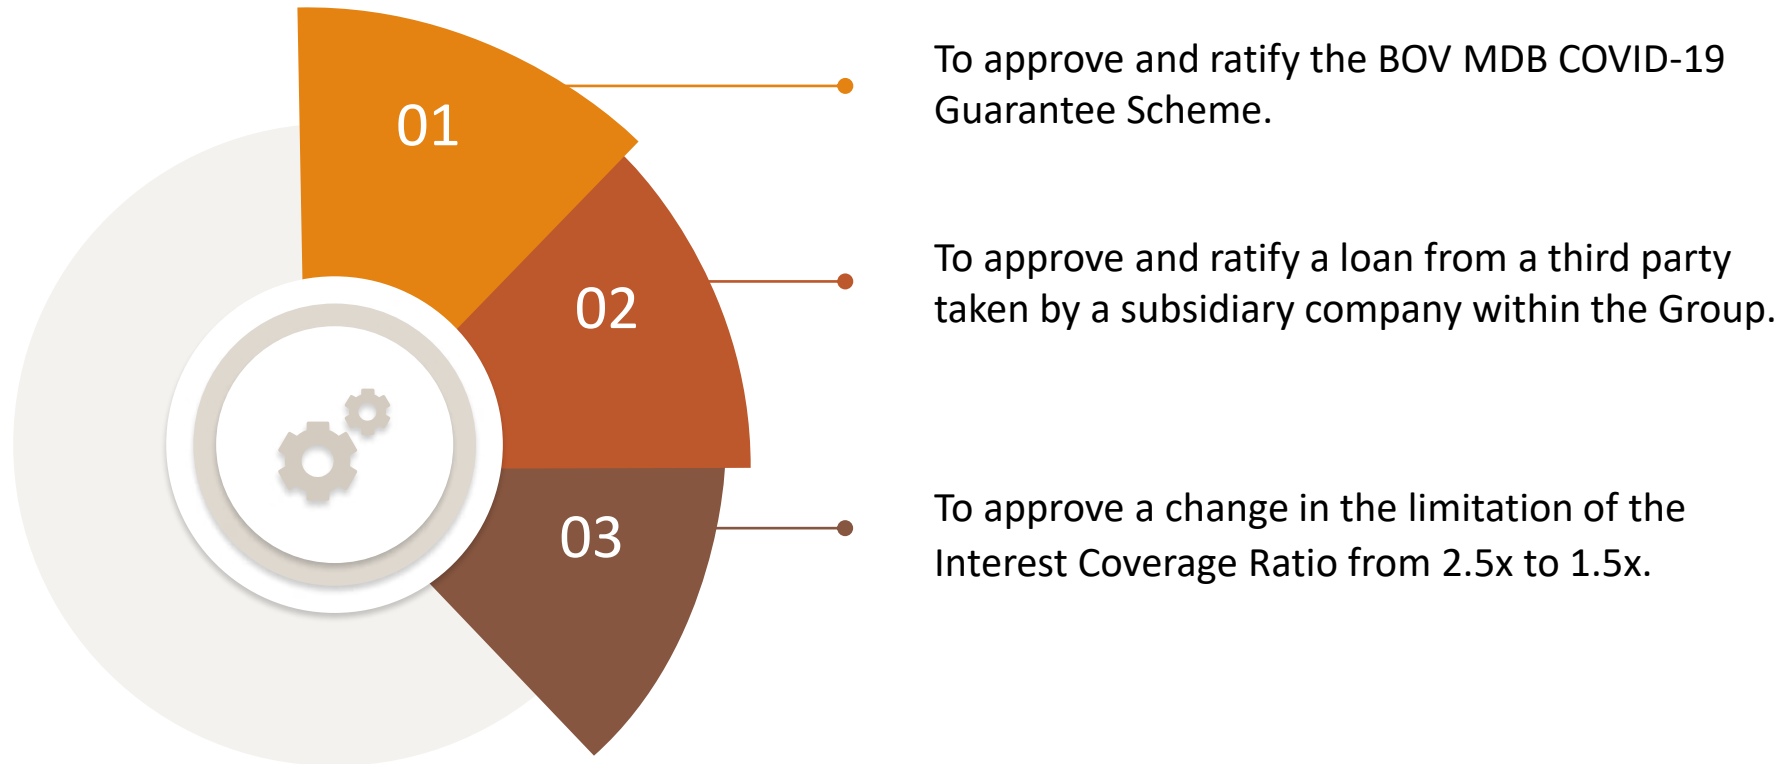 01
To approve and ratify the BOV MDB COVID-19
Guarantee Scheme.
02
To approve and ratify a loan from a third party
taken by a subsidiary company within the Group.
03
To approve a change in the limitation of the
Interest Coverage Ratio from 2.5x to 1.5x.